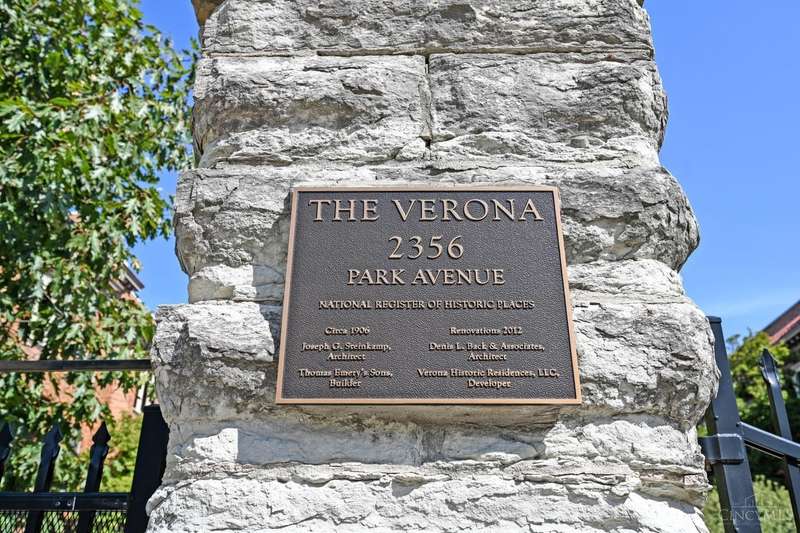 THE VERONA
2356
PARK AVENUE
NATIONAL REGISTER OF HISTORIC PLACES
Circa 1906
Joseph G. Steinkamp,
Architect
Thomas Emery's Sons,
Builder
Renovations 2012
Denis L. Back & Associates,
Architect
Verona Historic Residences, LLC,
Developer
CINCYMLS